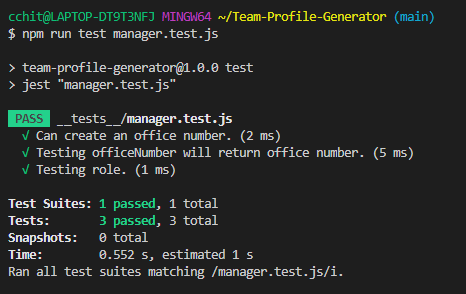 cchit@LAPTOP-DT9T3NFJ MINGW64 ~/Team-Profile-Generator (main)
$ npm run test manager.test.js
> team-profile-generator@1.0.0 test
> jest "manager.test.js"
PASS __tests__/manager.test.js
√ Can create an office number. (2 ms)
√ Testing officeNumber will return office number. (5 ms)
√ Testing role. (1 ms)
Test Suites: 1 passed, 1 total
Tests: 3 passed, 3 total
Snapshots: 0 total
Time: 0.552 s, estimated 1 s
Ran all test suites matching /manager.test.js/i.